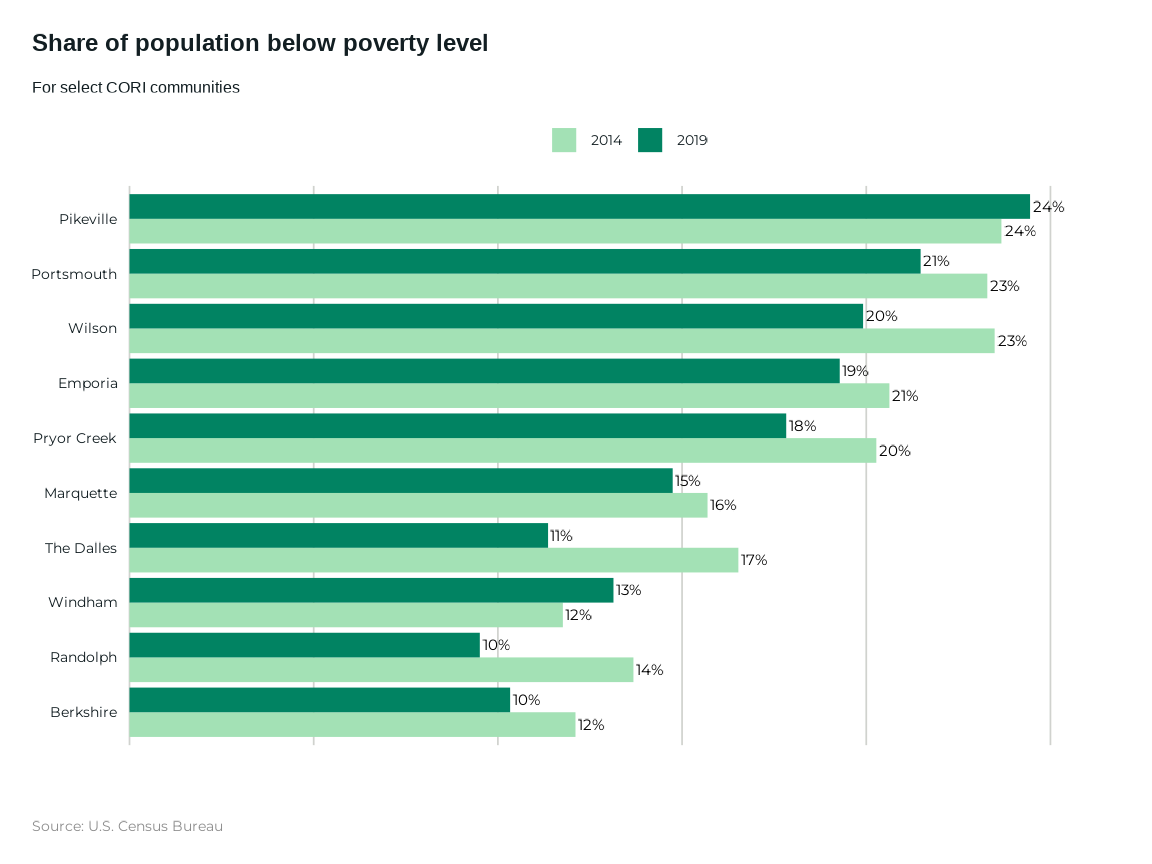 Share of population below poverty level
For select CORI communities
2014 2019
24%
Pikeville
24%
21%
Portsmouth
23%
20%
Wilson
23%
19%
Emporia
21%
18%
Pryor Creek
20%
15%
Marquette
16%
11%
The Dalles
17%
13%
Windham
12%
10%
Randolph
14%
10%
Berkshire
12%
Source: U.S. Census Bureau